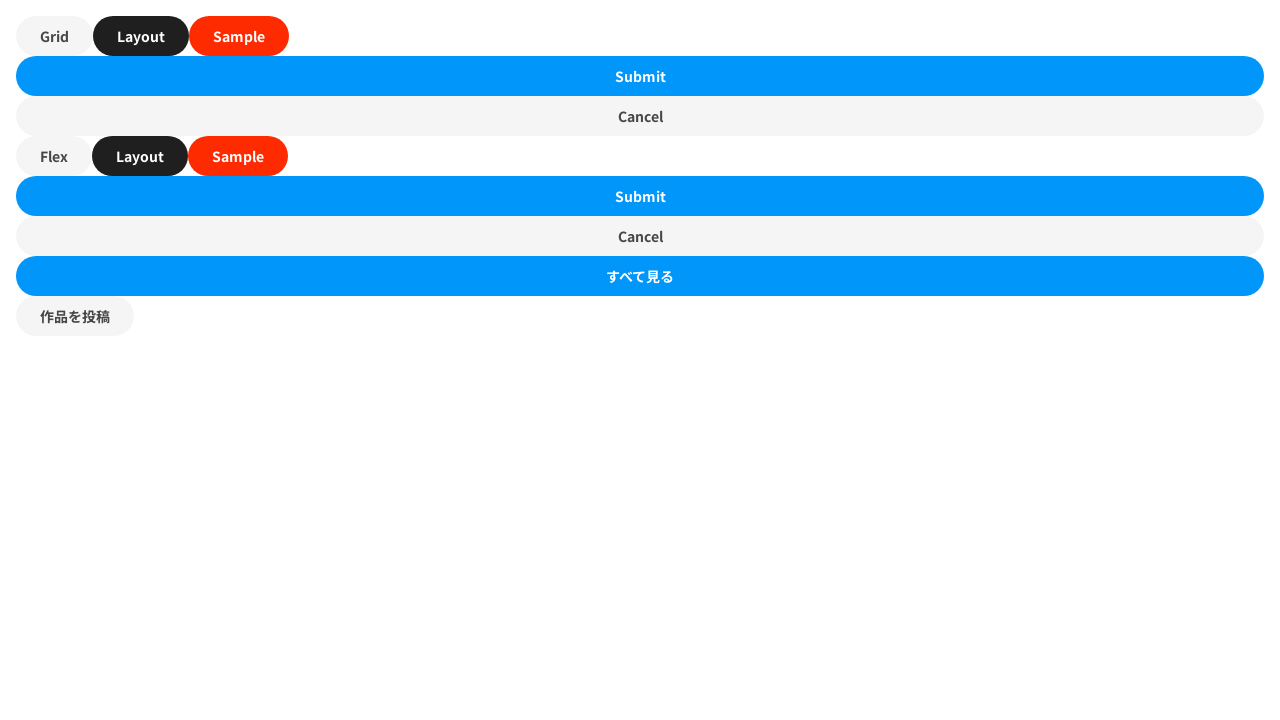 Grid Layout Sample
Submit
Cancel
Flex Layout Sample
Submit
Cancel
すべて見る
作品を投稿